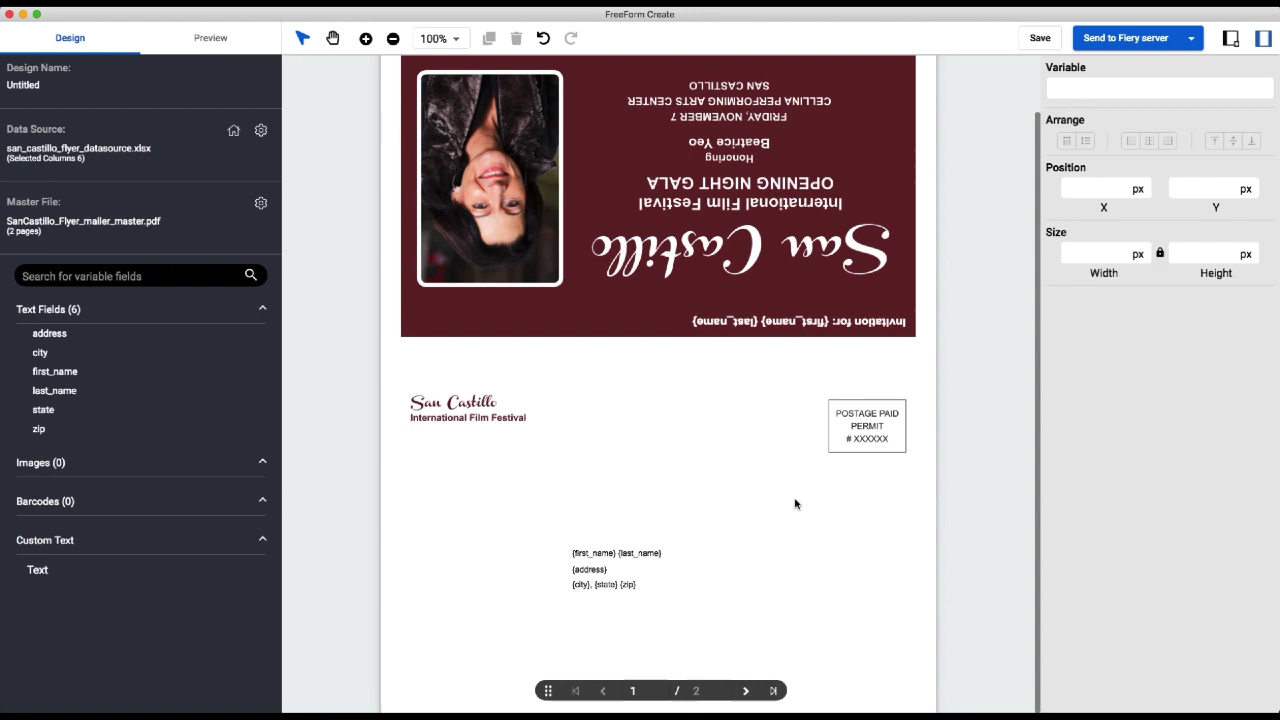 FreeForm Create
Design
Preview
100%
Save
Send to Fiery server
Design Name:
Untitled
Data Source:
san_castillo_flyer_datasource.xlsx
(Selected Columns 6)
Master File:
SanCastillo_Flyer_mailer_master.pdf
(2 pages)
Search for variable fields
Text Fields (6)
address
city
first_name
last_name
state
zip
Images (0)
Barcodes (0)
Custom Text
Text
Invitation for: {first_name} {last_name}
San Castillo
International Film Festival
OPENING NIGHT GALA
Honoring
Beatrice Yeo
FRIDAY, NOVEMBER 7
CELLINA PERFORMING ARTS CENTER
SAN CASTILLO
San Castillo
International Film Festival
POSTAGE PAID
PERMIT
# XXXXXX
{first_name} {last_name}
{address}
{city}, {state} {zip}
1 / 2
Variable
Arrange
Position
px px
X Y
Size
px px
Width Height